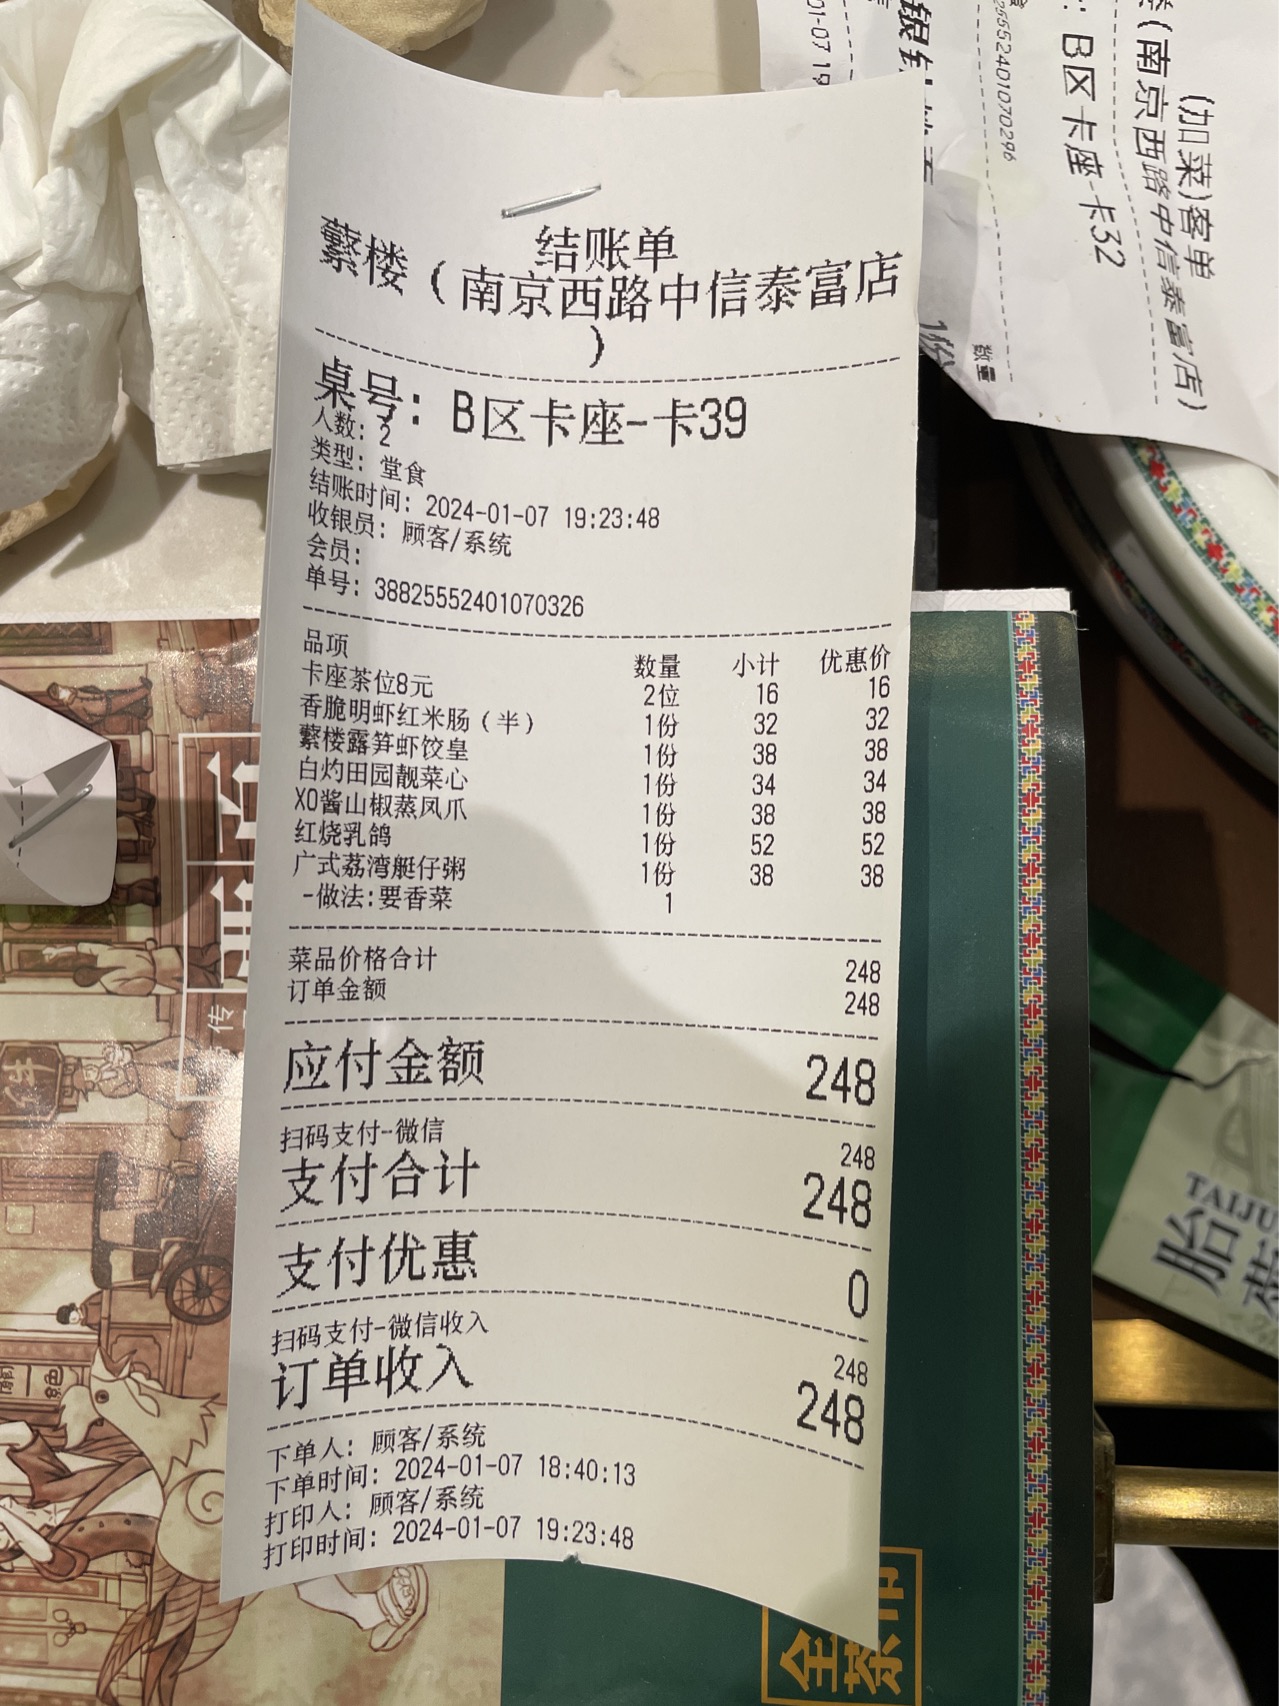 结账单
蘩楼（南京西路中信泰富店
）
桌号：B区卡座-卡39
人数：2
类型：堂食
结账时间：2024-01-07 19:23:48
收银员：顾客/系统
会员：
单号：38825552401070326
品项 数量 小计 优惠价
卡座茶位8元 2位 16 16
香脆明虾红米肠（半） 1份 32 32
蘩楼露笋虾饺皇 1份 38 38
白灼田园靓菜心 1份 34 34
XO酱山椒蒸凤爪 1份 38 38
红烧乳鸽 1份 52 52
广式荔湾艇仔粥 1份 38 38
-做法:要香菜 1
菜品价格合计 248
订单金额 248
应付金额 248
扫码支付-微信 248
支付合计 248
支付优惠 0
扫码支付-微信收入 248
订单收入 248
下单人：顾客/系统
下单时间：2024-01-07 18:40:13
打印人：顾客/系统
打印时间：2024-01-07 19:23:48
(加菜)客单
(南京西路中信泰富店)
：B区卡座-卡32
25552401070296
01-07 19
数量
1份
传
TAIJU
胎